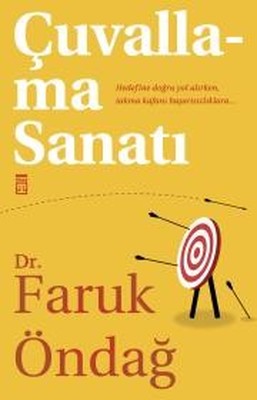 Çuvalla-
ma
Sanatı
Hedefine doğru yol alırken,
takma kafanı başarısızlıklara...
Dr.
Faruk
Öndağ